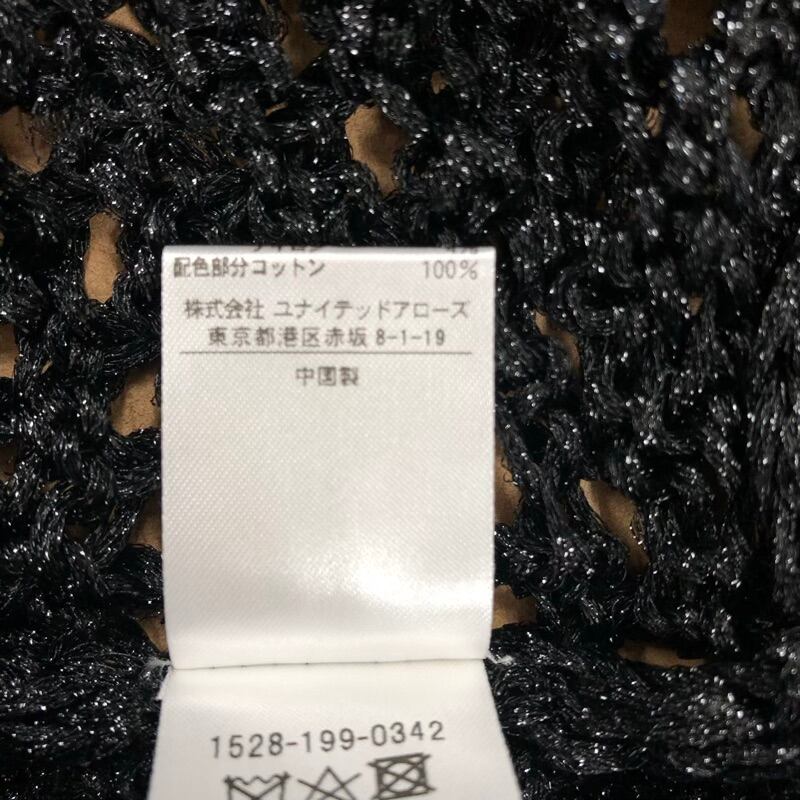 配色部分コットン 100%
株式会社 ユナイテッドアローズ
東京都港区赤坂 8-1-19
中国製
1528-199-0342